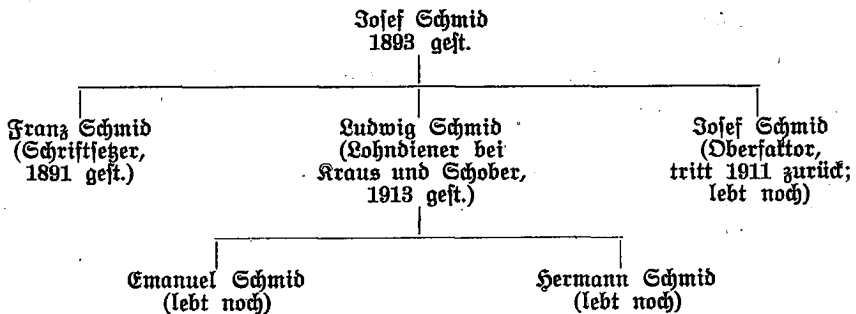 Josef Schmid
1893 gest.
Franz Schmid
(Schriftsetzer,
1891 gest.)
Ludwig Schmid
(Lohndiener bei
Kraus und Schober,
1913 gest.)
Josef Schmid
(Oberfaktor,
tritt 1911 zurück;
lebt noch)
Emanuel Schmid
(lebt noch)
Hermann Schmid
(lebt noch)